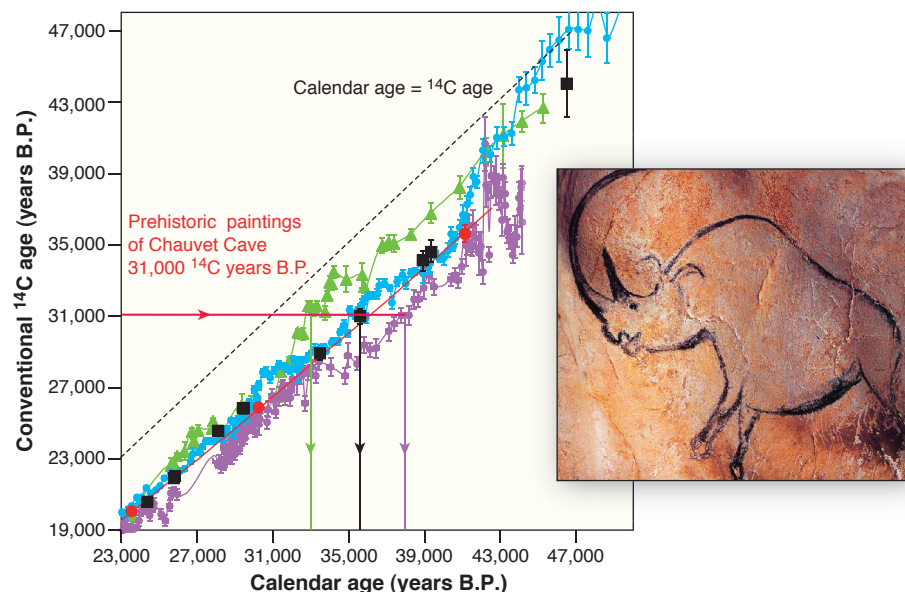 47,000
43,000
39,000
35,000
31,000
27,000
23,000
19,000
Conventional ¹⁴C age (years B.P.)
Calendar age = ¹⁴C age
Prehistoric paintings
of Chauvet Cave
31,000 ¹⁴C years B.P.
23,000 27,000 31,000 35,000 39,000 43,000 47,000
Calendar age (years B.P.)